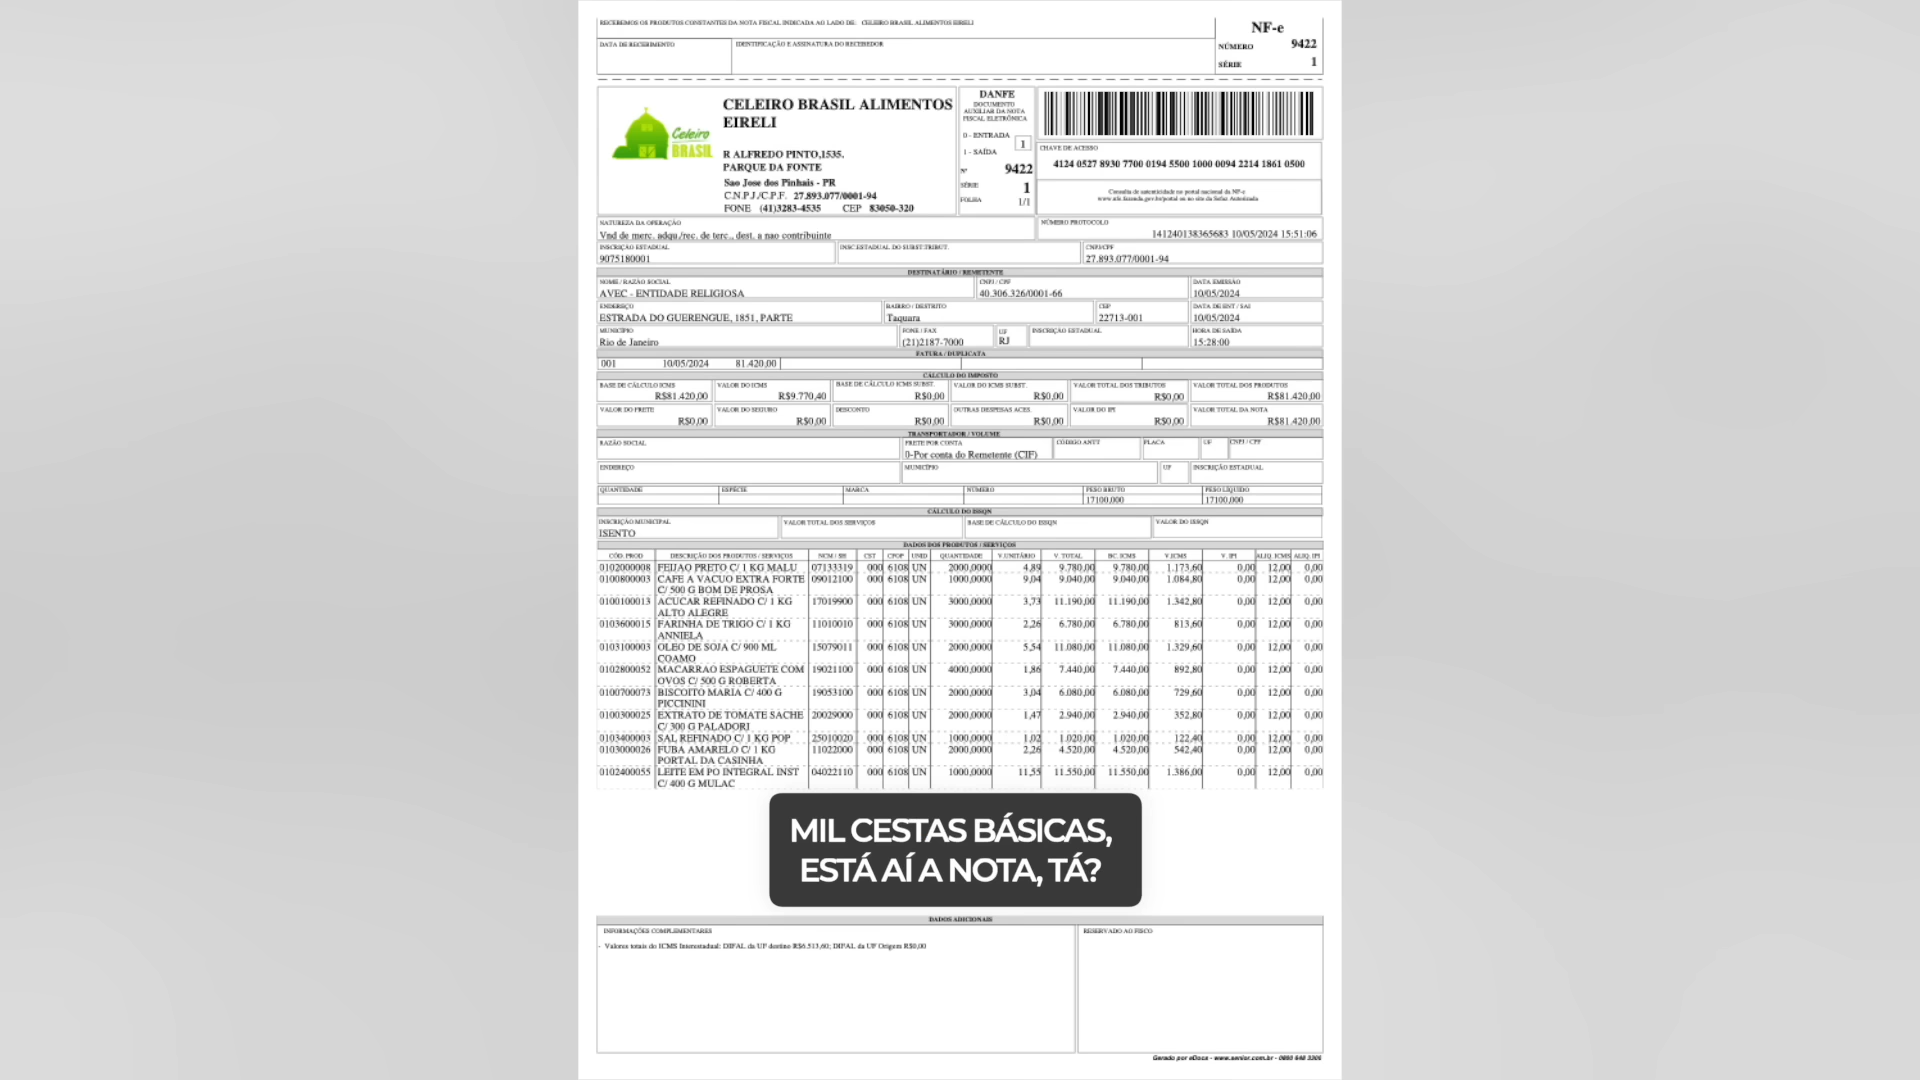 RECEBEMOS OS PRODUTOS CONSTANTES DA NOTA FISCAL INDICADA AO LADO DE: CELEIRO BRASIL ALIMENTOS EIRELI
DATA DE RECEBIMENTO
IDENTIFICAÇÃO E ASSINATURA DO RECEBEDOR
NF-e
NÚMERO 9422
SÉRIE 1
Celeiro
BRASIL
CELEIRO BRASIL ALIMENTOS
EIRELI
R ALFREDO PINTO,1535.
PARQUE DA FONTE
Sao Jose dos Pinhais - PR
C.N.P.J./C.P.F. 27.893.077/0001-94
FONE (41)3283-4535 CEP 83050-320
DANFE
DOCUMENTO
AUXILIAR DA NOTA
FISCAL ELETRÔNICA
0 - ENTRADA
1 - SAÍDA
1
Nº 9422
SÉRIE 1
FOLHA 1/1
CHAVE DE ACESSO
4124 0527 8930 7700 0194 5500 1000 0094 2214 1861 0500
Consulta de autenticidade no portal nacional da NF-e
www.nfe.fazenda.gov.br/portal ou no site da Sefaz Autorizada
NATUREZA DA OPERAÇÃO
Vnd de merc. adqu./rec. de terc., dest. a nao contribuinte
NÚMERO PROTOCOLO
141240138365683 10/05/2024 15:51:06
INSCRIÇÃO ESTADUAL
9075180001
INSC.ESTADUAL DO SUBST.TRIBUT.
CNPJ/CPF
27.893.077/0001-94
DESTINATÁRIO / REMETENTE
NOME / RAZÃO SOCIAL
AVEC - ENTIDADE RELIGIOSA
CNPJ / CPF
40.306.326/0001-66
DATA EMISSÃO
10/05/2024
ENDEREÇO
ESTRADA DO GUERENGUE, 1851, PARTE
BAIRRO / DISTRITO
Taquara
CEP
22713-001
DATA DE ENT / SAI
10/05/2024
MUNICÍPIO
Rio de Janeiro
FONE / FAX
(21)2187-7000
UF
RJ
INSCRIÇÃO ESTADUAL
HORA DE SAÍDA
15:28:00
FATURA / DUPLICATA
001 10/05/2024 81.420,00
CÁLCULO DO IMPOSTO
BASE DE CÁLCULO ICMS
R$81.420,00
VALOR DO ICMS
R$9.770,40
BASE DE CÁLCULO ICMS SUBST.
R$0,00
VALOR DO ICMS SUBST.
R$0,00
VALOR TOTAL DOS TRIBUTOS
R$0,00
VALOR TOTAL DOS PRODUTOS
R$81.420,00
VALOR DO FRETE
R$0,00
VALOR DO SEGURO
R$0,00
DESCONTO
R$0,00
OUTRAS DESPESAS ACES.
R$0,00
VALOR DO IPI
R$0,00
VALOR TOTAL DA NOTA
R$81.420,00
TRANSPORTADOR / VOLUME
RAZÃO SOCIAL
FRETE POR CONTA
0-Por conta do Remetente (CIF)
CÓDIGO ANTT
PLACA
UF
CNPJ / CPF
ENDEREÇO
MUNICÍPIO
UF
INSCRIÇÃO ESTADUAL
QUANTIDADE
ESPÉCIE
MARCA
NÚMERO
PESO BRUTO
17100,000
PESO LÍQUIDO
17100,000
CÁLCULO DO ISSQN
INSCRIÇÃO MUNICIPAL
ISENTO
VALOR TOTAL DOS SERVIÇOS
BASE DE CÁLCULO DO ISSQN
VALOR DO ISSQN
DADOS DOS PRODUTOS / SERVIÇOS
CÓD. PROD DESCRIÇÃO DOS PRODUTOS / SERVIÇOS NCM / SH CST CFOP UNID QUANTIDADE V.UNITÁRIO V. TOTAL BC. ICMS V.ICMS V. IPI ALIQ. ICMS ALIQ. IPI
0102000008 FEIJAO PRETO C/ 1 KG MALU 07133319 000 6108 UN 2000,0000 4,89 9.780,00 9.780,00 1.173,60 0,00 12,00 0,00
0100800003 CAFE A VACUO EXTRA FORTE 09012100 000 6108 UN 1000,0000 9,04 9.040,00 9.040,00 1.084,80 0,00 12,00 0,00
C/ 500 G BOM DE PROSA
0100100013 ACUCAR REFINADO C/ 1 KG 17019900 000 6108 UN 3000,0000 3,73 11.190,00 11.190,00 1.342,80 0,00 12,00 0,00
ALTO ALEGRE
0103600015 FARINHA DE TRIGO C/ 1 KG 11010010 000 6108 UN 3000,0000 2,26 6.780,00 6.780,00 813,60 0,00 12,00 0,00
ANNIELA
0103100003 OLEO DE SOJA C/ 900 ML 15079011 000 6108 UN 2000,0000 5,54 11.080,00 11.080,00 1.329,60 0,00 12,00 0,00
COAMO
0102800052 MACARRAO ESPAGUETE COM 19021100 000 6108 UN 4000,0000 1,86 7.440,00 7.440,00 892,80 0,00 12,00 0,00
OVOS C/ 500 G ROBERTA
0100700073 BISCOITO MARIA C/ 400 G 19053100 000 6108 UN 2000,0000 3,04 6.080,00 6.080,00 729,60 0,00 12,00 0,00
PICCININI
0100300025 EXTRATO DE TOMATE SACHE 20029000 000 6108 UN 2000,0000 1,47 2.940,00 2.940,00 352,80 0,00 12,00 0,00
C/ 300 G PALADORI
0103400003 SAL REFINADO C/ 1 KG POP 25010020 000 6108 UN 1000,0000 1,02 1.020,00 1.020,00 122,40 0,00 12,00 0,00
0103000026 FUBA AMARELO C/ 1 KG 11022000 000 6108 UN 2000,0000 2,26 4.520,00 4.520,00 542,40 0,00 12,00 0,00
PORTAL DA CASINHA
0102400055 LEITE EM PO INTEGRAL INST 04022110 000 6108 UN 1000,0000 11,55 11.550,00 11.550,00 1.386,00 0,00 12,00 0,00
C/ 400 G MULAC
MIL CESTAS BÁSICAS,
ESTÁ AÍ A NOTA, TÁ?
DADOS ADICIONAIS
INFORMAÇÕES COMPLEMENTARES
- Valores totais do ICMS Interestadual: DIFAL da UF destino R$6.513,60; DIFAL da UF Origem R$0,00
RESERVADO AO FISCO
Gerado por eDocs - www.senior.com.br - 0800 648 3300